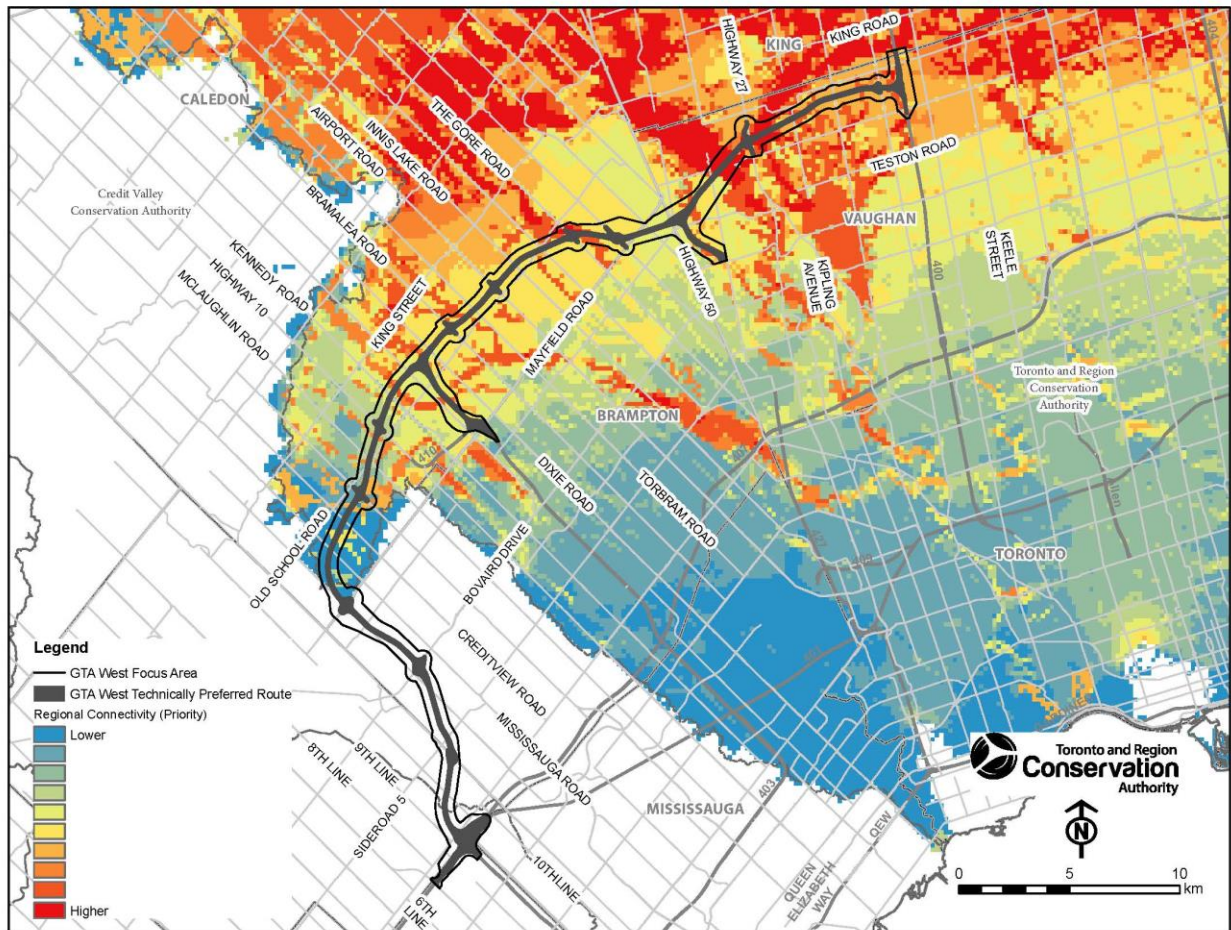 KING
KING ROAD
HIGHWAY 27
404
CALEDON
THE GORE ROAD
INNIS LAKE ROAD
AIRPORT ROAD
TESTON ROAD
Credit Valley
Conservation Authority
BRAMALEA ROAD
VAUGHAN
KEELE
STREET
KENNEDY ROAD
HIGHWAY 10
MCLAUGHLIN ROAD
HIGHWAY 50
KIPLING
AVENUE
400
KING STREET
MAYFIELD ROAD
Toronto and Region
Conservation
Authority
BRAMPTON
410
407
DIXIE ROAD
TORBRAM ROAD
427
Allen
OLD SCHOOL ROAD
BOVAIRD DRIVE
TORONTO
401
CREDITVIEW ROAD
MISSISSAUGA ROAD
9TH LINE
8TH LINE
SIDEROAD 5
MISSISSAUGA
403
QEW
10TH LINE
QUEEN
ELIZABETH
WAY
6TH
LINE
Legend
GTA West Focus Area
GTA West Technically Preferred Route
Regional Connectivity (Priority)
Lower
Higher
Toronto and Region
Conservation
Authority
N
0 5 10
km